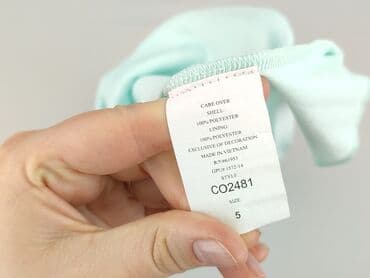 CARE OVER
SHELL:
100% POLYESTER
LINING:
100% POLYESTER
EXCLUSIVE OF DECORATION
MADE IN VIETNAM
STYLE:
CO2481
SIZE:
5